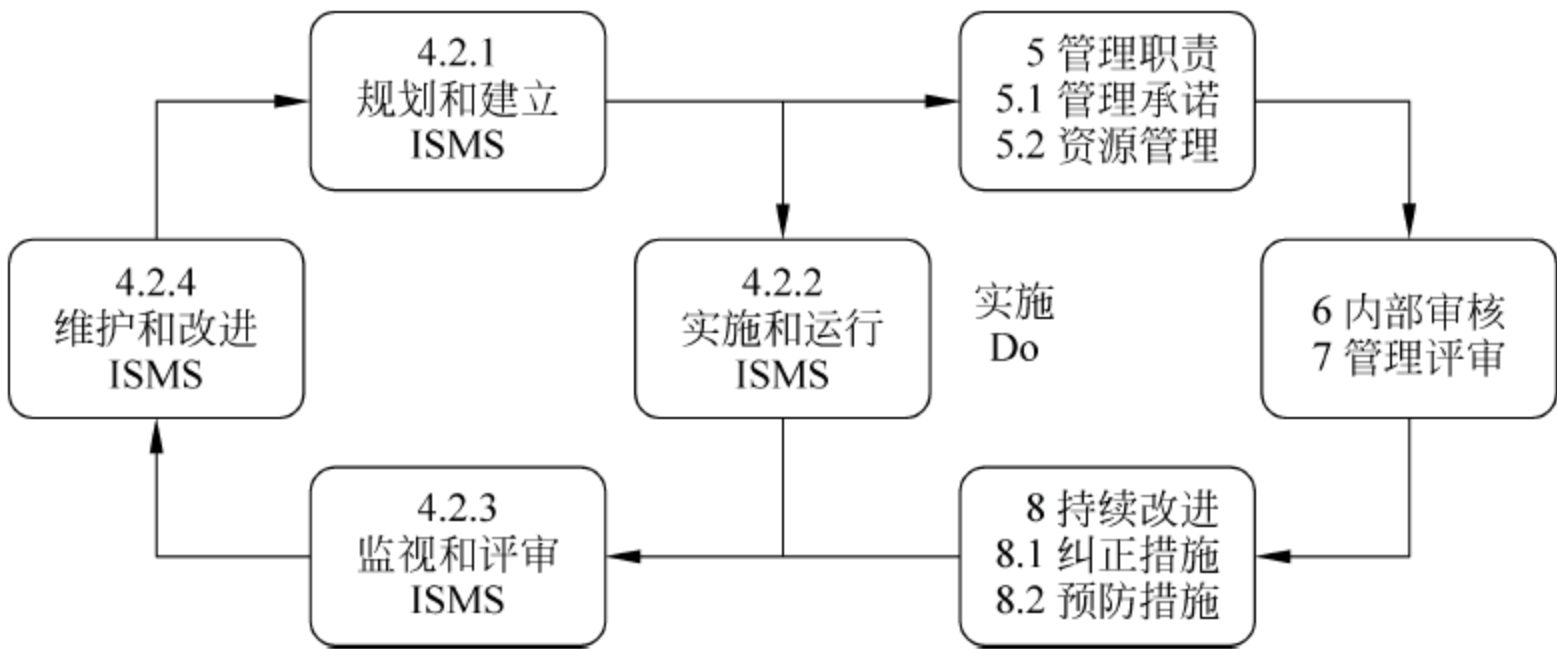 4.2.1
规划和建立
ISMS
5 管理职责
5.1 管理承诺
5.2 资源管理
4.2.4
维护和改进
ISMS
4.2.2
实施和运行
ISMS
实施
Do
6 内部审核
7 管理评审
4.2.3
监视和评审
ISMS
8 持续改进
8.1 纠正措施
8.2 预防措施